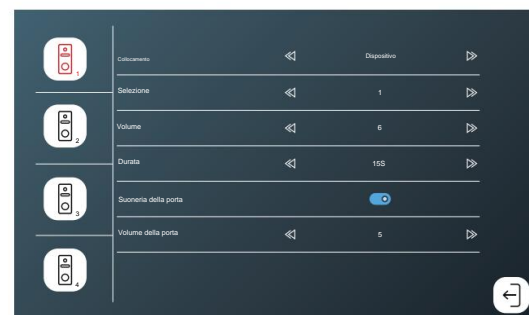 1
2
3
4
Collocamento Dispositivo
Selezione 1
Volume 6
Durata 15S
Suoneria della porta
Volume della porta 5